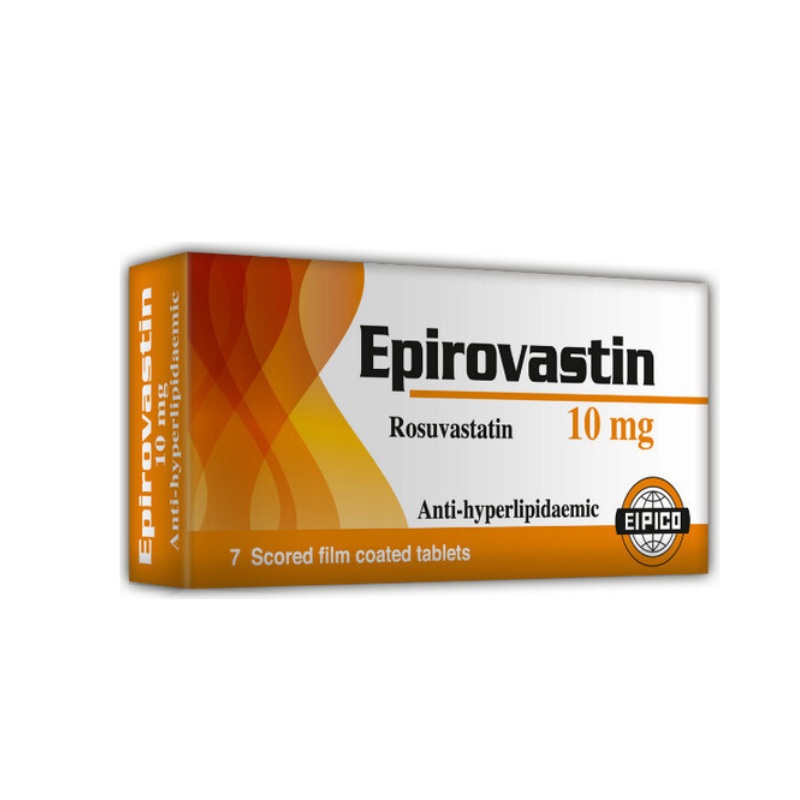 Epirovastin
10 mg
Anti-hyperlipidaemic
Epirovastin
Rosuvastatin
10 mg
Anti-hyperlipidaemic
EIPICO
7 Scored film coated tablets